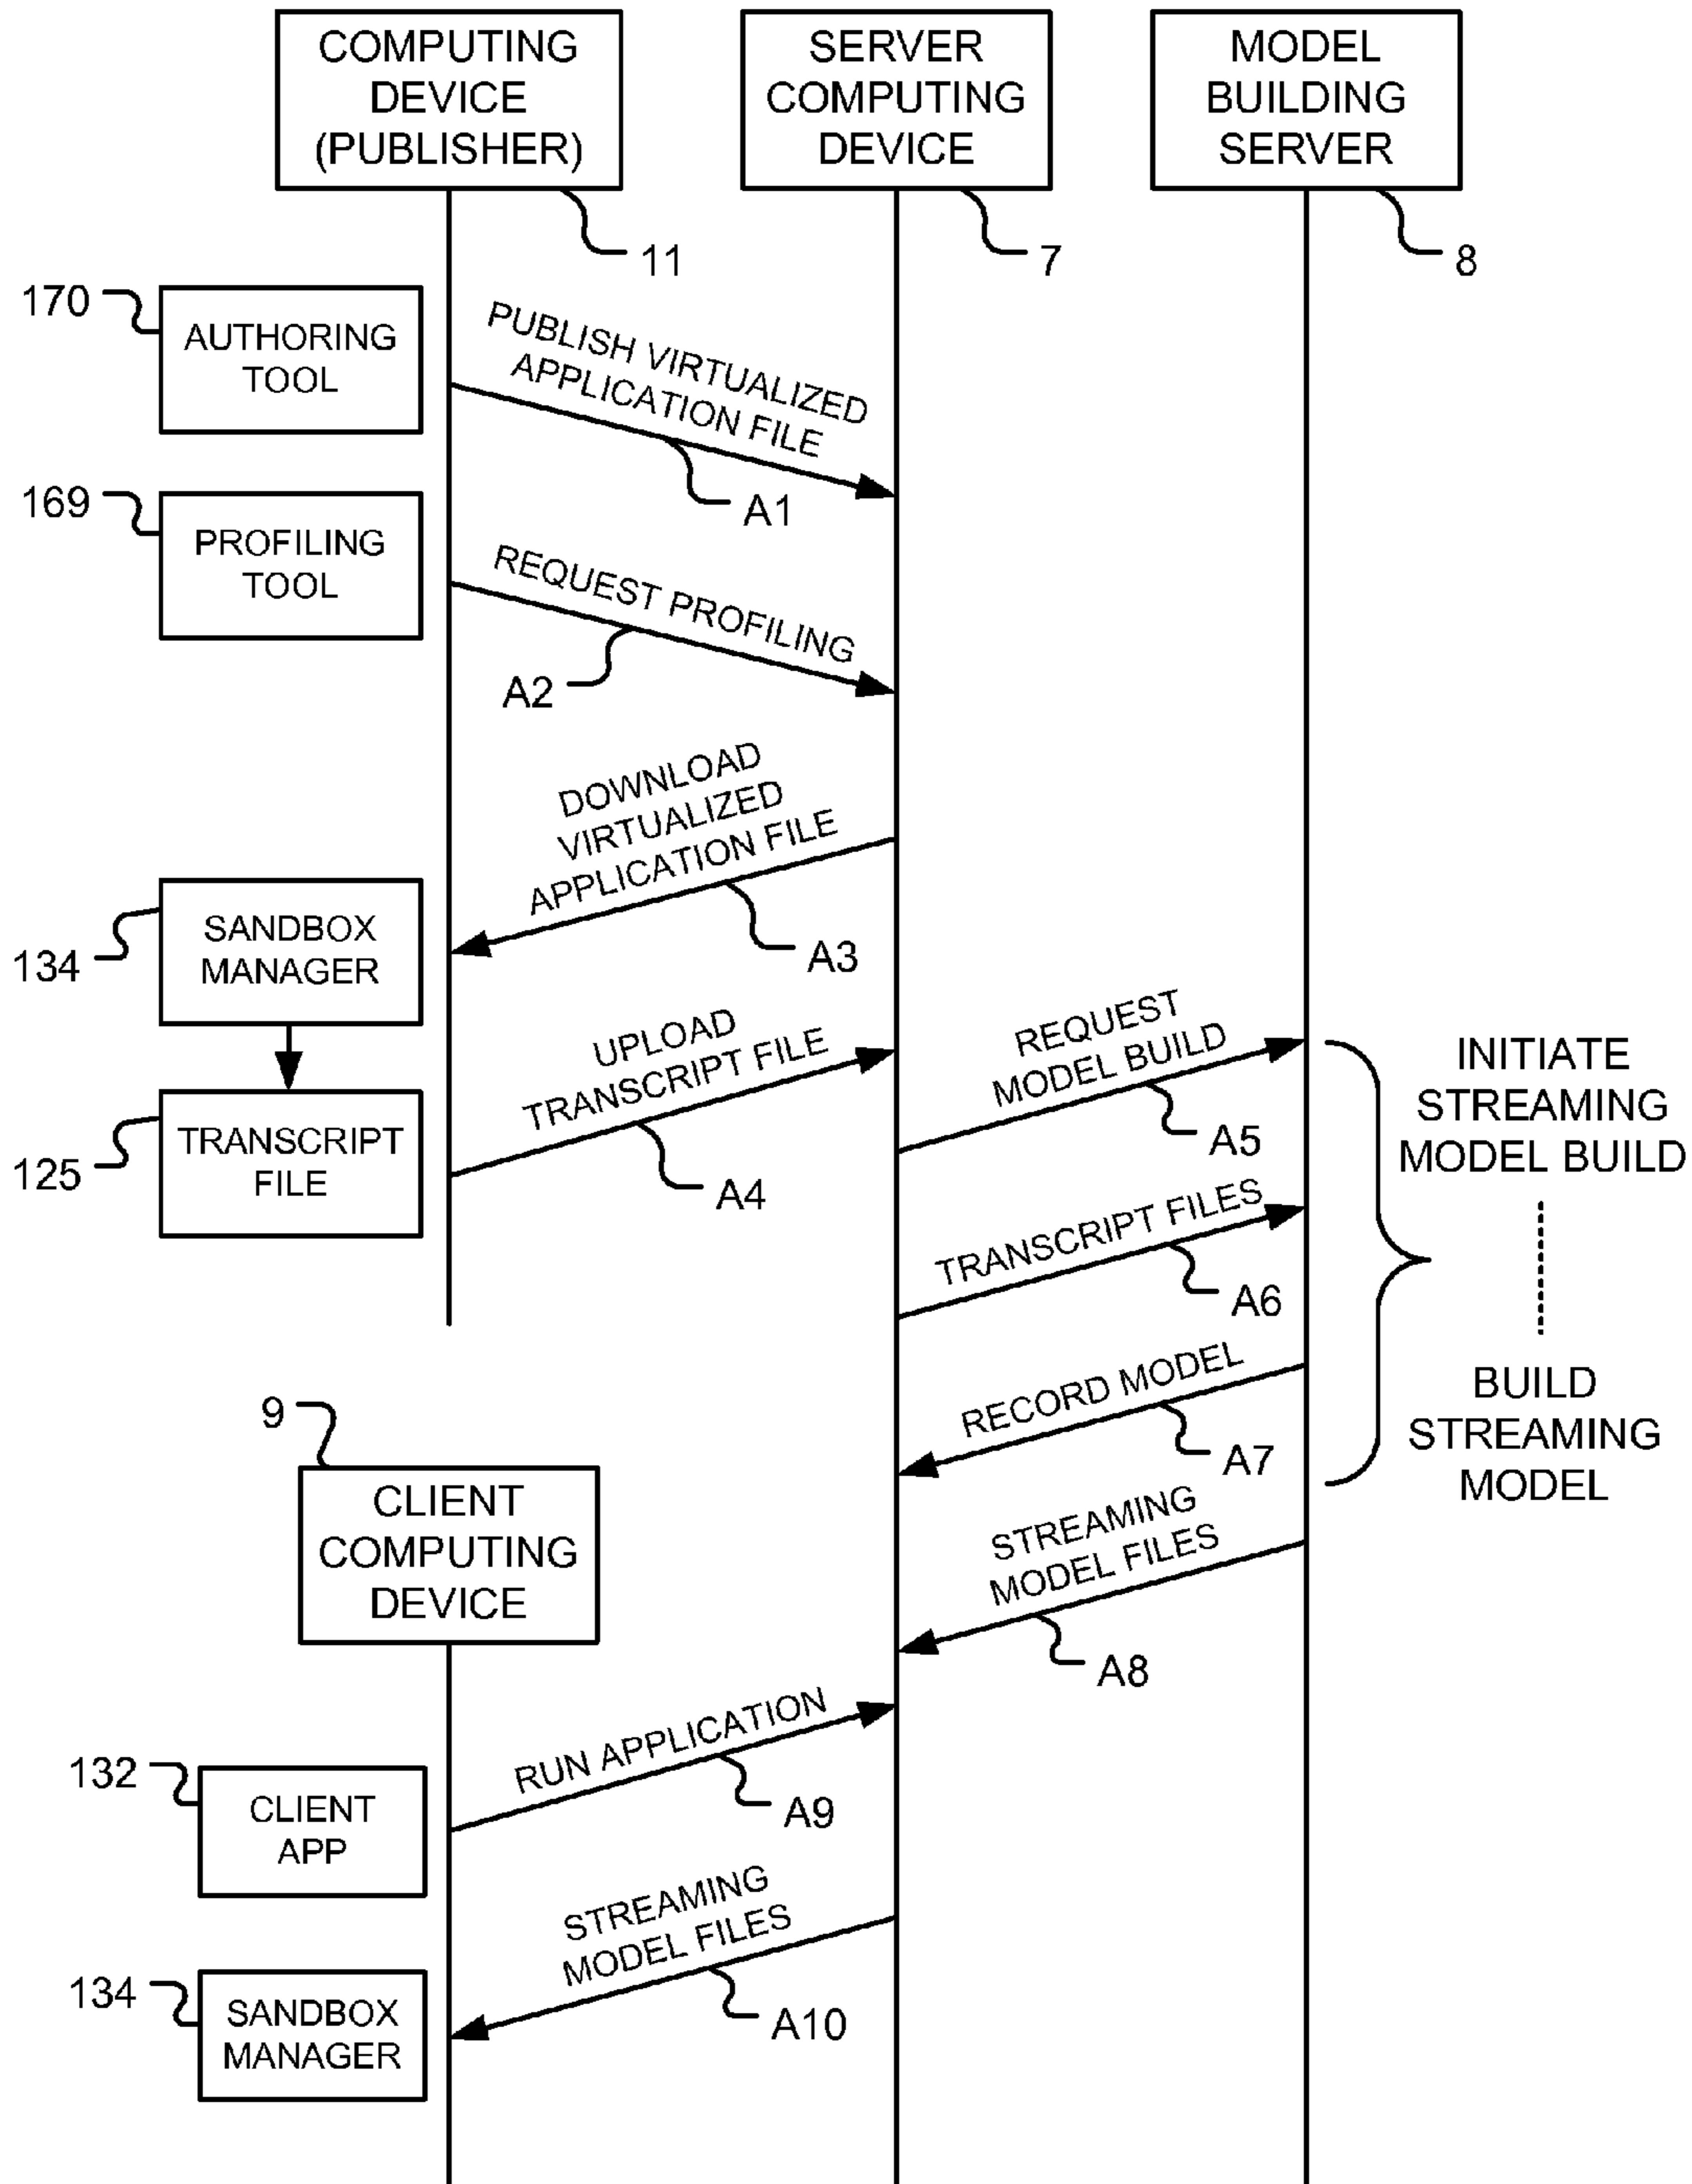 COMPUTING
DEVICE
(PUBLISHER)
SERVER
COMPUTING
DEVICE
MODEL
BUILDING
SERVER
11
7
8
170
AUTHORING
TOOL
PUBLISH VIRTUALIZED
APPLICATION FILE
A1
169
PROFILING
TOOL
REQUEST PROFILING
A2
DOWNLOAD
VIRTUALIZED
APPLICATION FILE
A3
134
SANDBOX
MANAGER
UPLOAD
TRANSCRIPT FILE
A4
REQUEST
MODEL BUILD
A5
INITIATE
STREAMING
MODEL BUILD
125
TRANSCRIPT
FILE
TRANSCRIPT FILES
A6
RECORD MODEL
A7
BUILD
STREAMING
MODEL
9
CLIENT
COMPUTING
DEVICE
STREAMING
MODEL FILES
A8
RUN APPLICATION
A9
132
CLIENT
APP
STREAMING
MODEL FILES
A10
134
SANDBOX
MANAGER